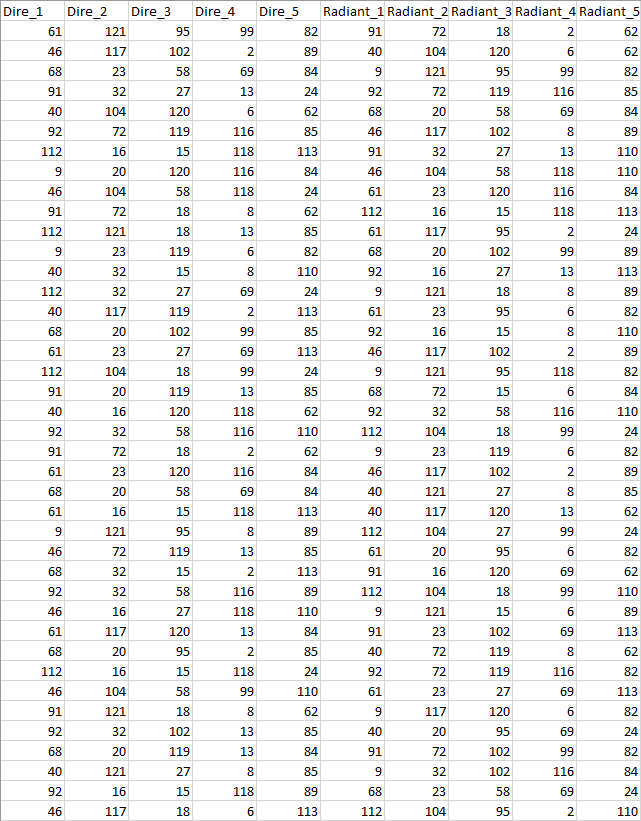 Dire_1 Dire_2 Dire_3 Dire_4 Dire_5 Radiant_1 Radiant_2 Radiant_3 Radiant_4 Radiant_5
61 121 95 99 82 91 72 18 2 62
46 117 102 2 89 40 104 120 6 62
68 23 58 69 84 9 121 95 99 82
91 32 27 13 24 92 72 119 116 85
40 104 120 6 62 68 20 58 69 84
92 72 119 116 85 46 117 102 8 89
112 16 15 118 113 91 32 27 13 110
9 20 120 116 84 46 104 58 118 110
46 104 58 118 24 61 23 120 116 84
91 72 18 8 62 112 16 15 118 113
112 121 18 13 85 61 117 95 2 24
9 23 119 6 82 68 20 102 99 89
40 32 15 8 110 92 16 27 13 113
112 32 27 69 24 9 121 18 8 89
40 117 119 2 113 61 23 95 6 82
68 20 102 99 85 92 16 15 8 110
61 23 27 69 113 46 117 102 2 89
112 104 18 99 24 9 121 95 118 82
91 20 119 13 85 68 72 15 6 84
40 16 120 118 62 92 32 58 116 110
92 32 58 116 110 112 104 18 99 24
91 72 18 2 62 9 23 119 6 82
61 23 120 116 84 46 117 102 2 89
68 20 58 69 84 40 121 27 8 85
61 16 15 118 113 40 117 120 13 62
9 121 95 8 89 112 104 27 99 24
46 72 119 13 85 61 20 95 6 82
68 32 15 2 113 91 16 120 69 62
92 32 58 116 89 112 104 18 99 110
46 16 27 118 110 9 121 15 6 89
61 117 120 13 84 91 23 102 69 113
68 20 95 2 85 40 72 119 8 62
112 16 15 118 24 92 72 119 116 82
46 104 58 99 110 61 23 27 69 113
91 121 18 8 62 9 117 120 6 82
92 32 102 13 85 40 20 95 69 24
68 20 119 13 84 91 72 102 99 82
40 121 27 8 85 9 32 102 116 84
92 16 15 118 89 68 23 58 69 24
46 117 18 6 113 112 104 95 2 110